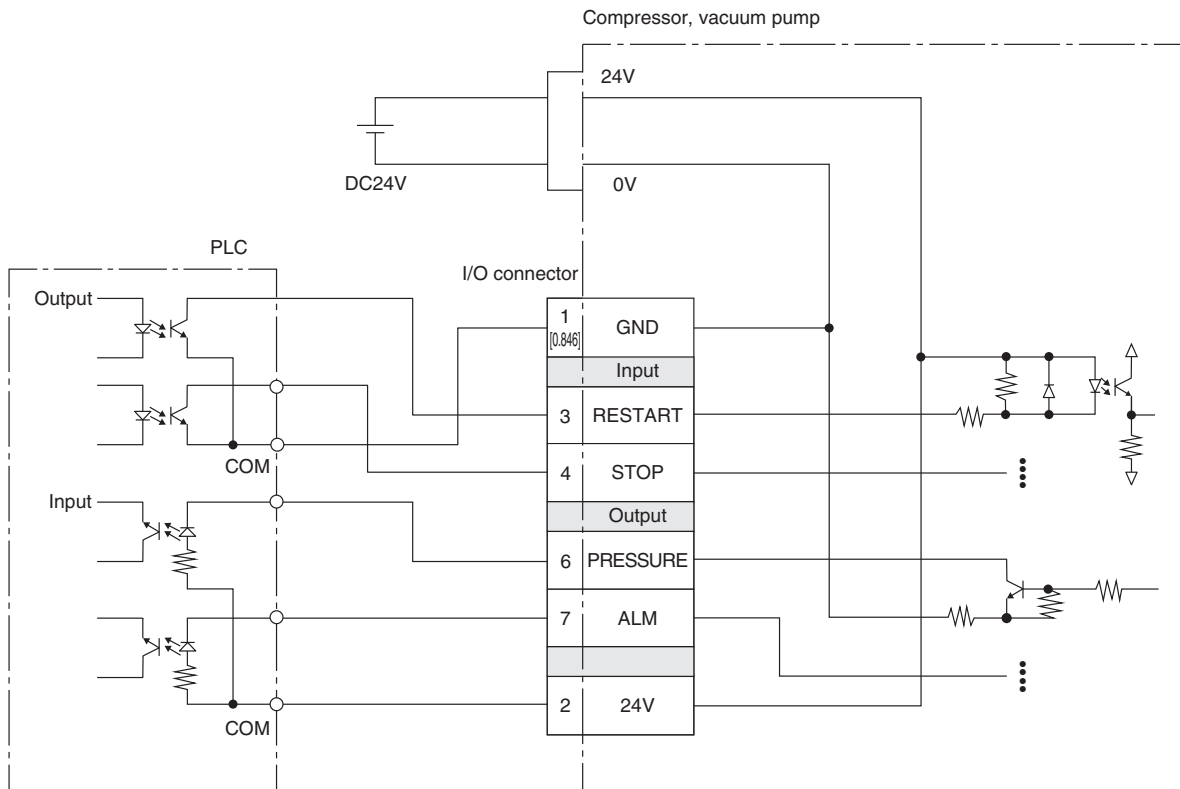 Compressor, vacuum pump
24V
DC24V
0V
PLC
I/O connector
Output
1
[0.846]
GND
Input
3
RESTART
COM
4
STOP
Input
Output
6
PRESSURE
7
ALM
COM
2
24V